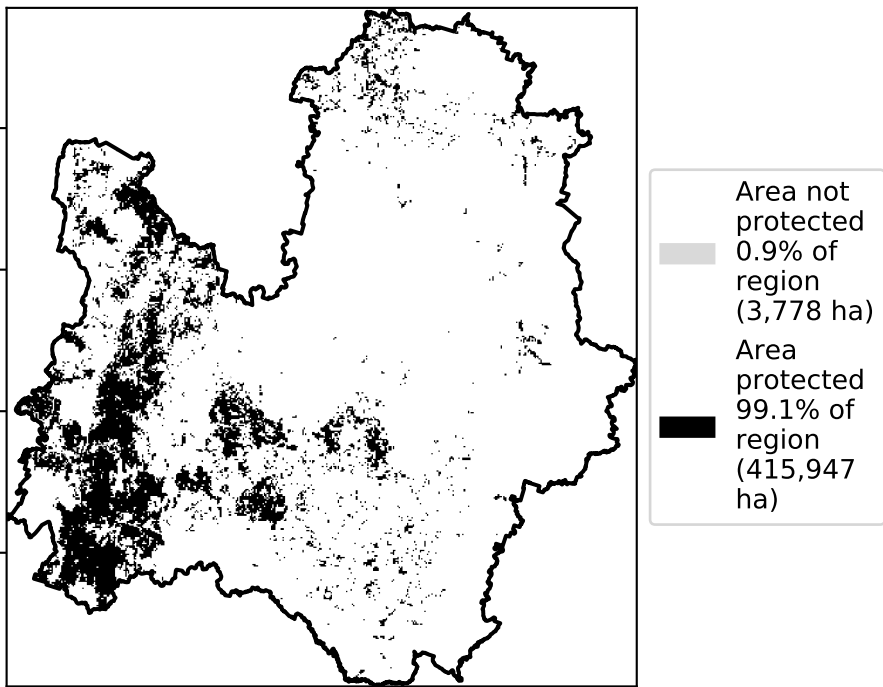 Area not
protected
0.9% of
region
(3,778 ha)
Area
protected
99.1% of
region
(415,947
ha)